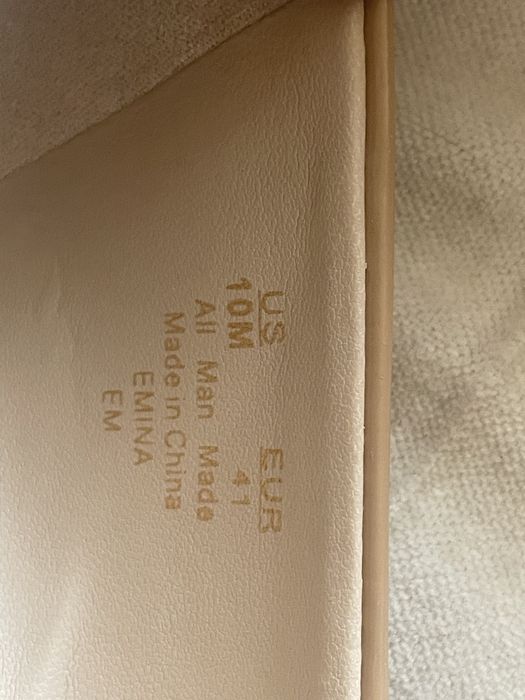 US EUR
10M 41
All Man Made
Made in China
EMINA
EM